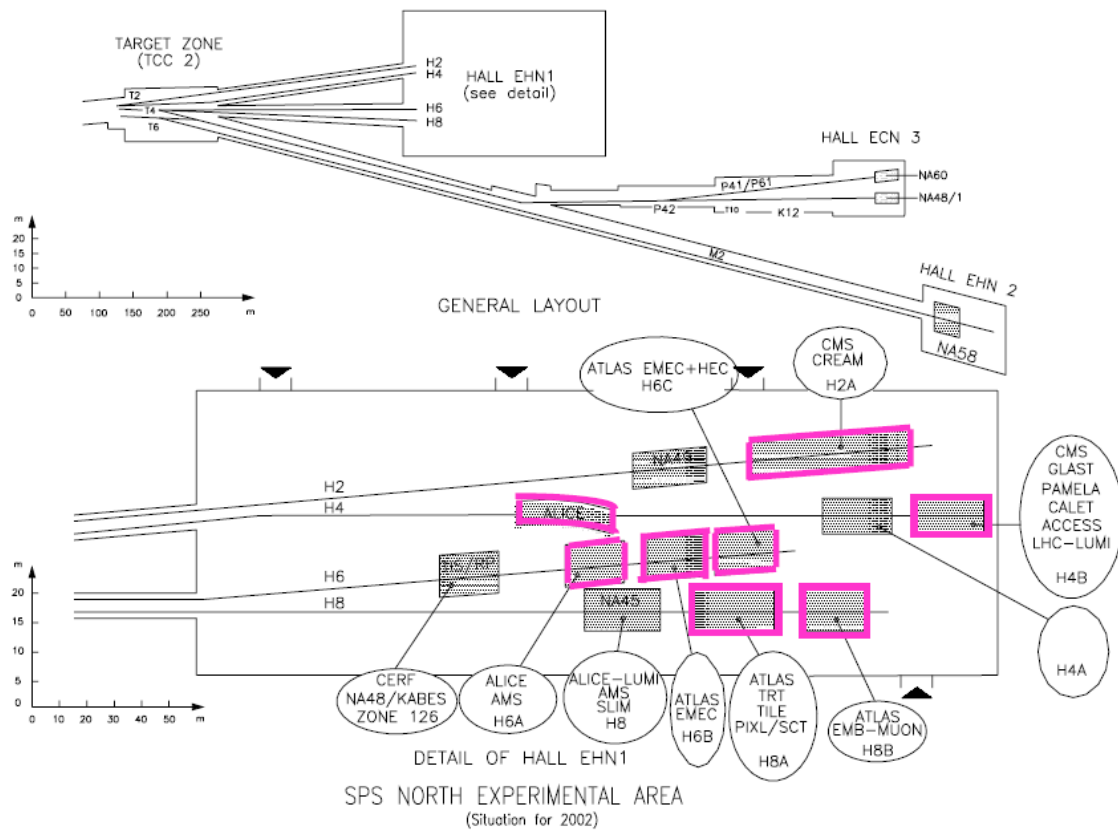 TARGET ZONE
(TCC 2)
T2
T4
T6
H2
H4
H6
H8
HALL EHN1
(see detail)
HALL ECN 3
P41/P61
NA60
NA48/1
P42
T10
K12
M2
HALL EHN 2
NA58
m
20
15
10
5
0
0 50 100 150 200 250 m
GENERAL LAYOUT
ATLAS EMEC+HEC
H6C
CMS
CREAM
H2A
NA49
H2
H4
ALICE
CMS
GLAST
PAMELA
CALET
ACCESS
LHC-LUMI
H4B
H6
H8
NA45
H4A
m
20
15
10
5
0
0 10 20 30 40 50 m
CERF
NA48/KABES
ZONE 126
ALICE
AMS
H6A
ALICE-LUMI
AMS
SLIM
H8
ATLAS
EMEC
H6B
ATLAS
TRT
TILE
PIXL/SCT
H8A
ATLAS
EMB-MUON
H8B
DETAIL OF HALL EHN1
SPS NORTH EXPERIMENTAL AREA
(Situation for 2002)